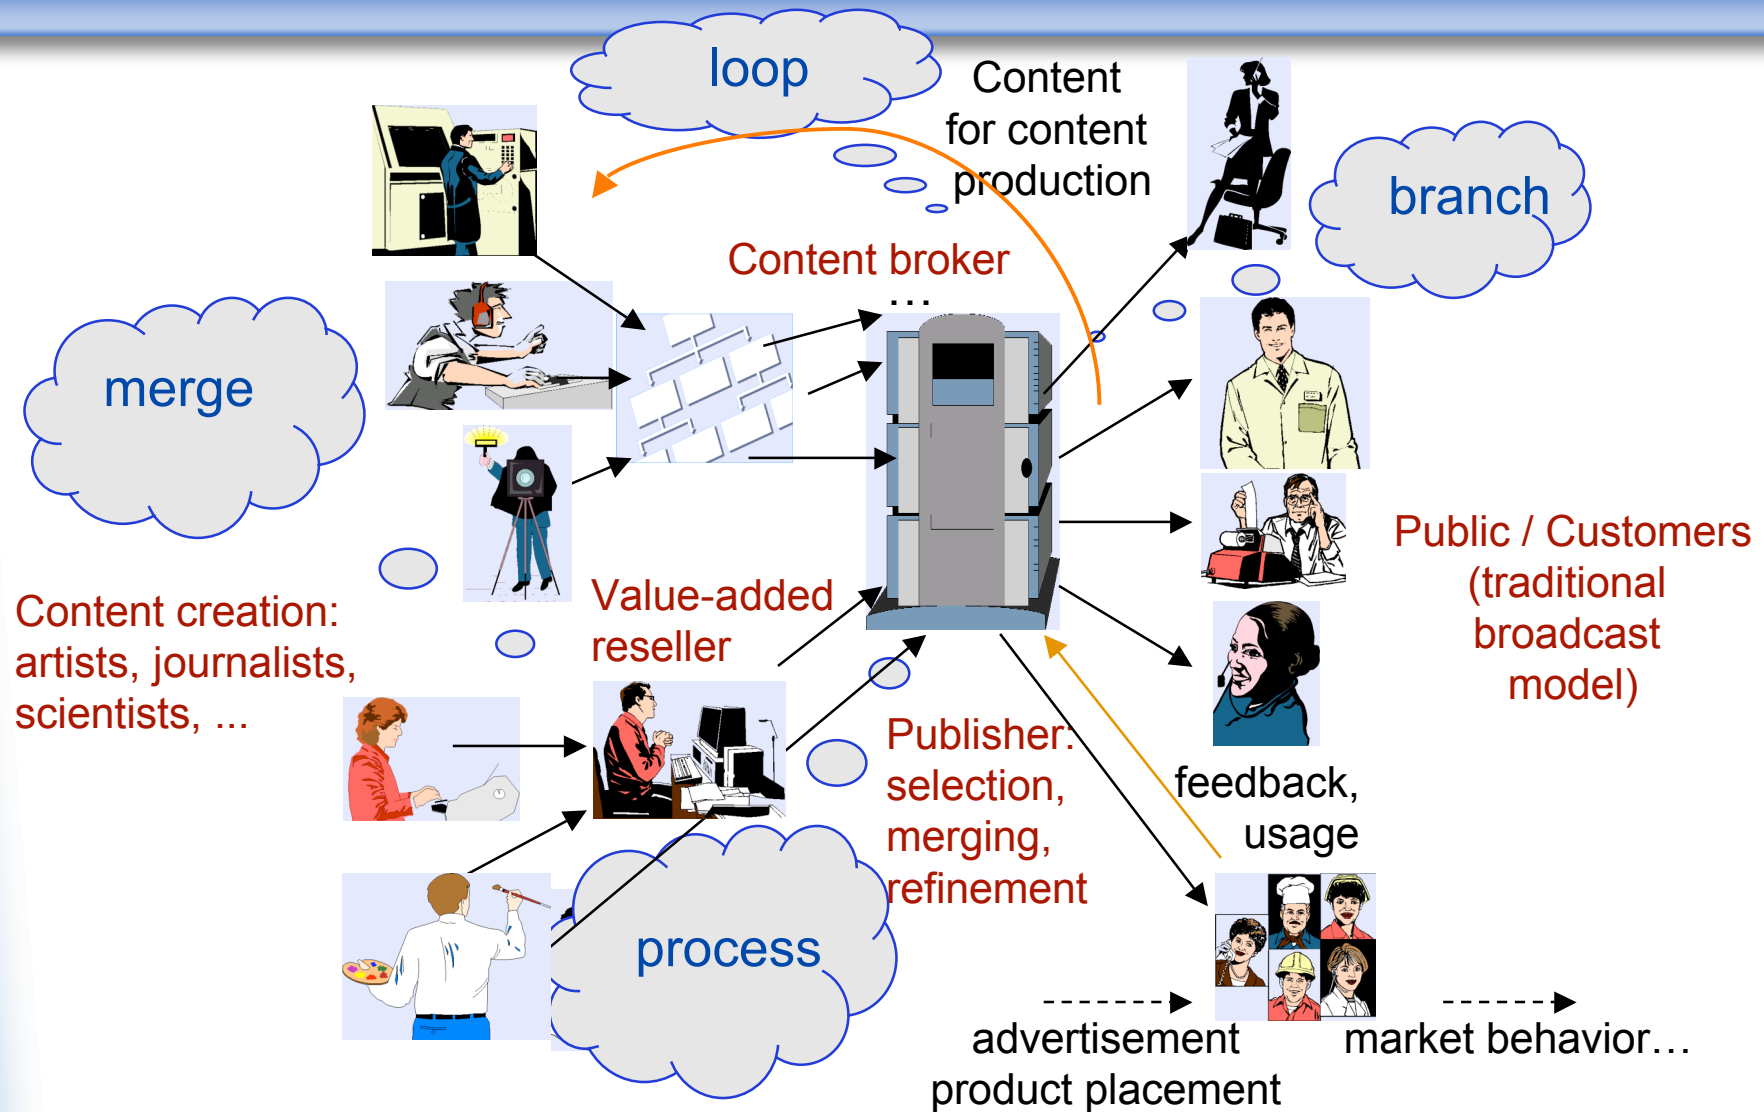 loop
Content
for content
production
branch
Content broker
…
merge
Public / Customers
(traditional
broadcast
model)
Content creation:
artists, journalists,
scientists, ...
Value-added
reseller
Publisher:
selection,
merging,
refinement
feedback,
usage
process
advertisement
product placement
market behavior…